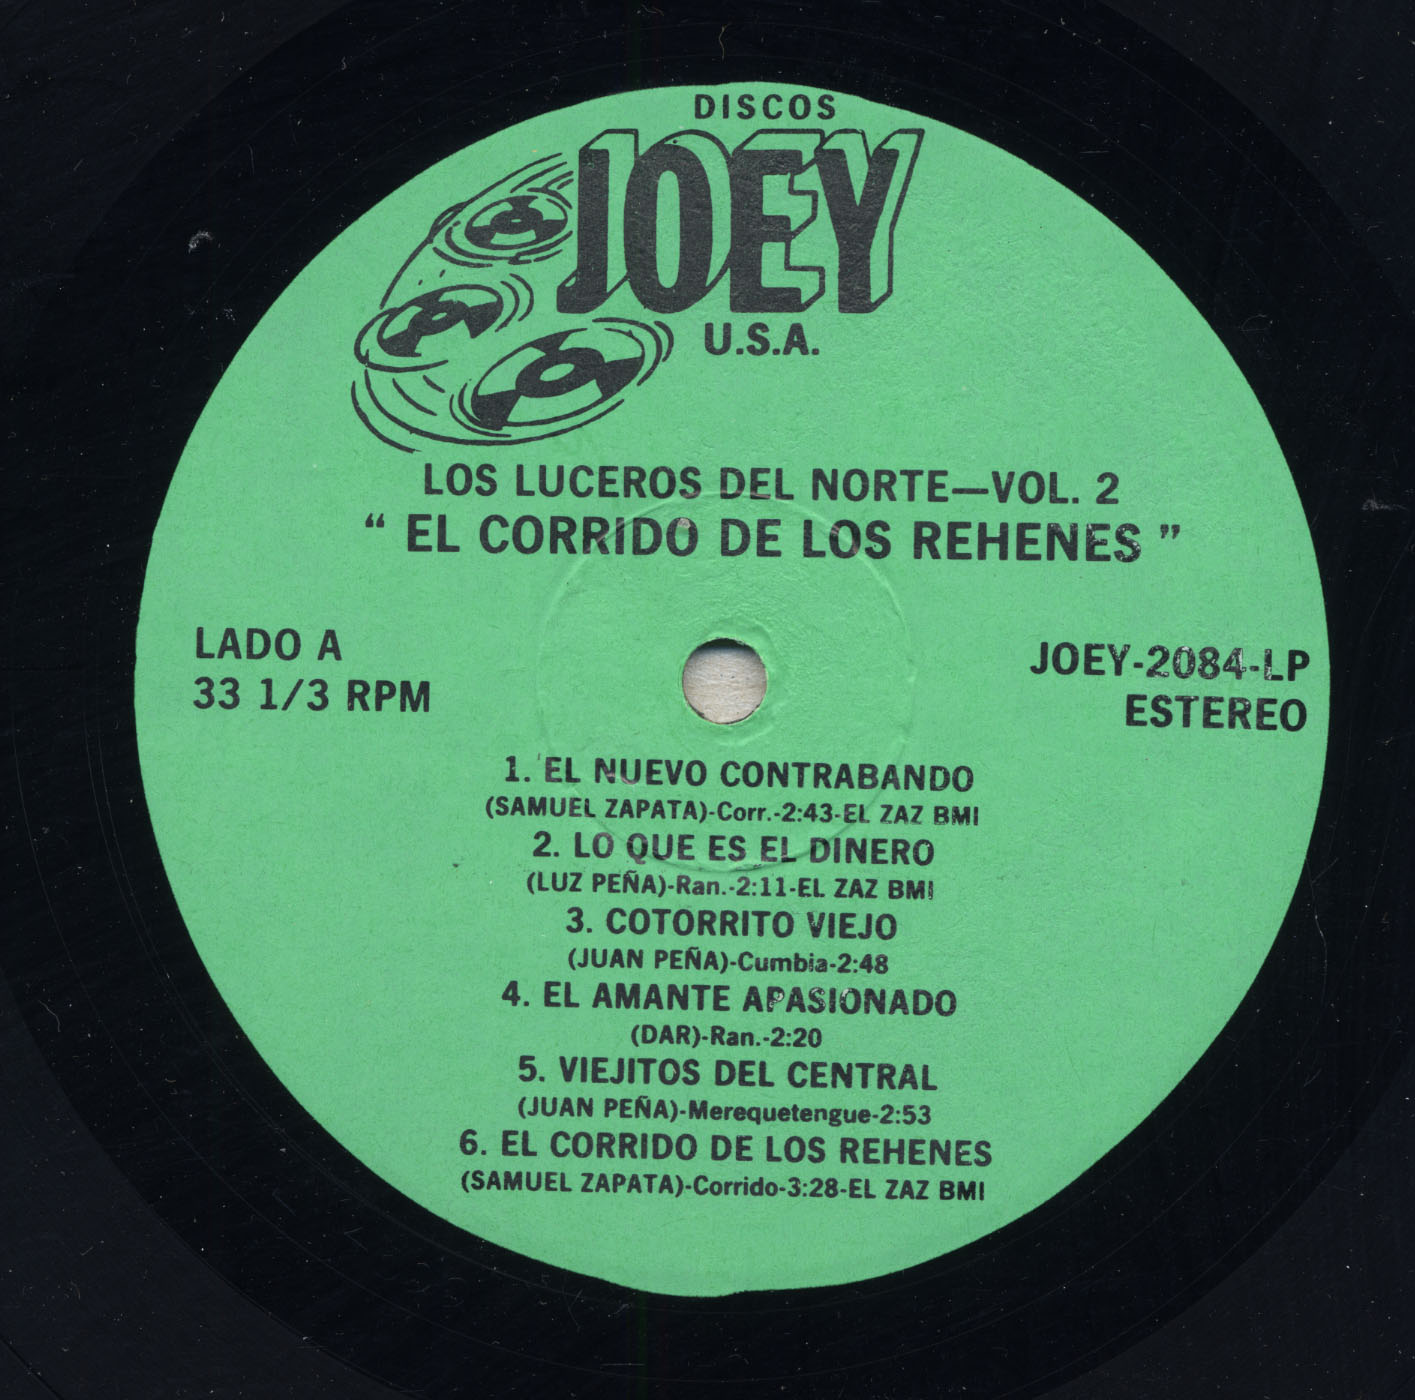 DISCOS
JOEY
U.S.A.
LOS LUCEROS DEL NORTE—VOL. 2
“ EL CORRIDO DE LOS REHENES ”
LADO A
33 1/3 RPM
JOEY-2084-LP
ESTEREO
1. EL NUEVO CONTRABANDO
(SAMUEL ZAPATA)-Corr.-2:43-EL ZAZ BMI
2. LO QUE ES EL DINERO
(LUZ PEÑA)-Ran.-2:11-EL ZAZ BMI
3. COTORRITO VIEJO
(JUAN PEÑA)-Cumbia-2:48
4. EL AMANTE APASIONADO
(DAR)-Ran.-2:20
5. VIEJITOS DEL CENTRAL
(JUAN PEÑA)-Merequetengue-2:53
6. EL CORRIDO DE LOS REHENES
(SAMUEL ZAPATA)-Corrido-3:28-EL ZAZ BMI